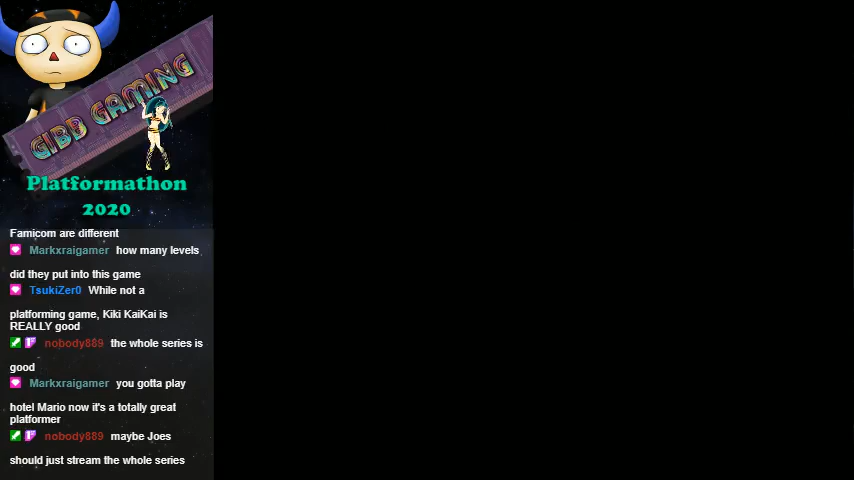 GIBB GAMING
Platformathon
2020
Famicom are different
Markxraigamer how many levels
did they put into this game
TsukiZer0 While not a
platforming game, Kiki KaiKai is
REALLY good
nobody889 the whole series is
good
Markxraigamer you gotta play
hotel Mario now it's a totally great
platformer
nobody889 maybe Joes
should just stream the whole series